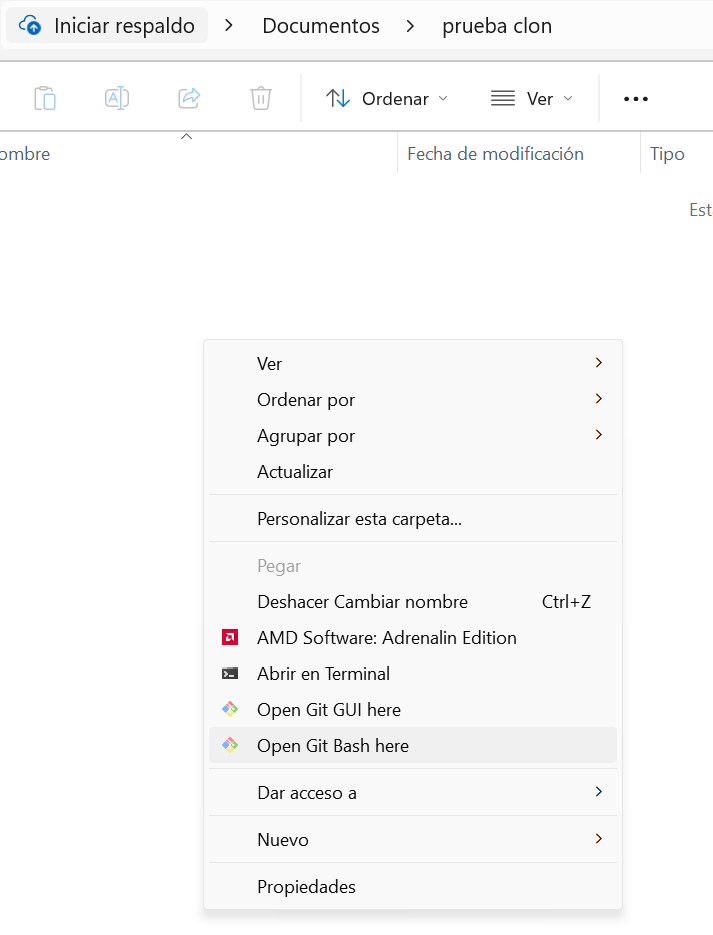 Iniciar respaldo > Documentos > prueba clon
Ordenar Ver
ombre Fecha de modificación Tipo
Est
Ver
Ordenar por
Agrupar por
Actualizar
Personalizar esta carpeta...
Pegar
Deshacer Cambiar nombre Ctrl+Z
AMD Software: Adrenalin Edition
Abrir en Terminal
Open Git GUI here
Open Git Bash here
Dar acceso a
Nuevo
Propiedades